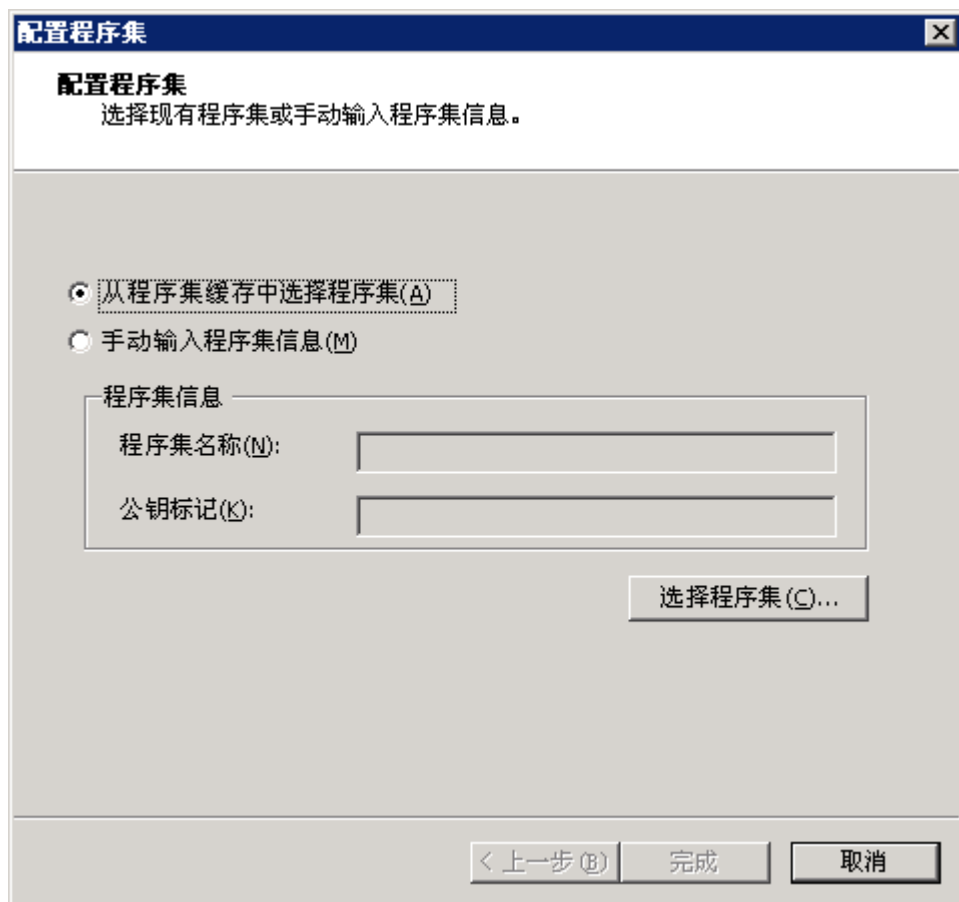 配置程序集
配置程序集
选择现有程序集或手动输入程序集信息。
从程序集缓存中选择程序集(A)
手动输入程序集信息(M)
程序集信息
程序集名称(N):
公钥标记(K):
选择程序集(C)...
< 上一步(B)
完成
取消